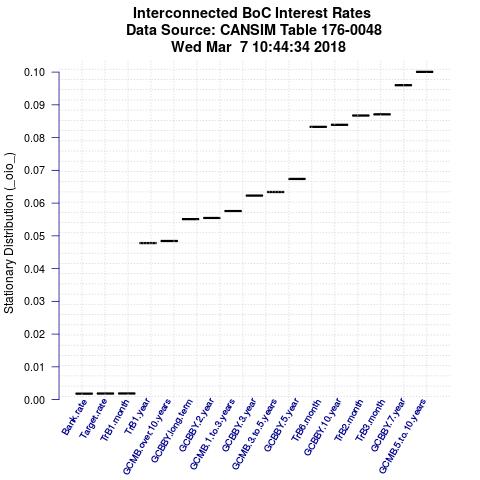 Interconnected BoC Interest Rates
Data Source: CANSIM Table 176-0048
Wed Mar 7 10:44:34 2018
Stationary Distribution (_oio_)
0.10
0.09
0.08
0.07
0.06
0.05
0.04
0.03
0.02
0.01
0.00
Bank.rate
Target.rate
TrB1.month
TrB1.year
GCMB.over.10.years
GCBBY.long.term
GCBBY.2.year
GCMB.1.to.3.years
GCBBY.3.year
GCMB.3.to.5.years
GCBBY.5.year
TrB6.month
GCBBY.10.year
TrB2.month
TrB3.month
GCBBY.7.year
GCMB.5.to.10.years